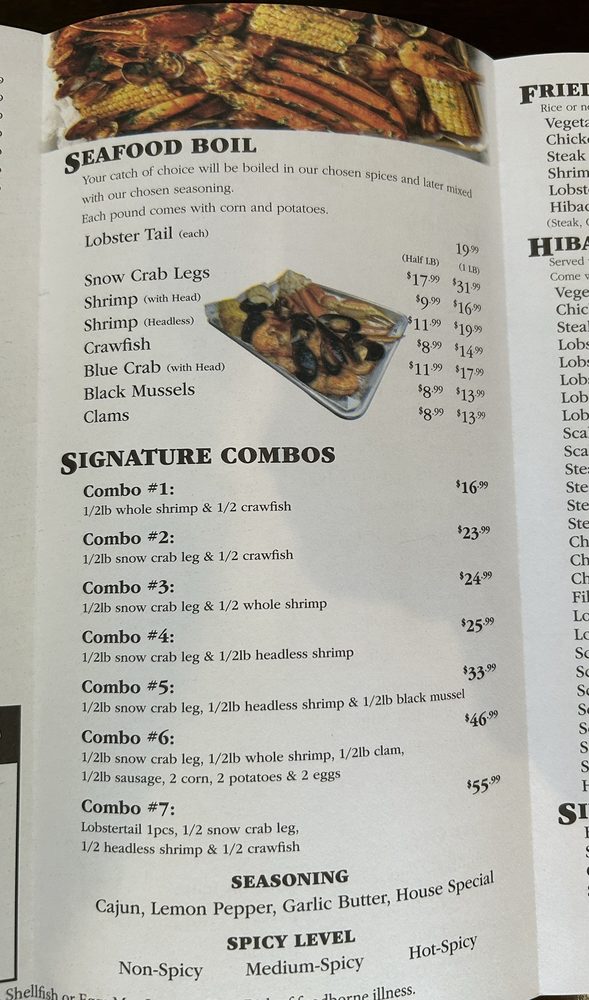 SEAFOOD BOIL
Your catch of choice will be boiled in our chosen spices and later mixed
with our chosen seasoning.
Each pound comes with corn and potatoes.
Lobster Tail (each) 19.99
(Half LB) (1 LB)
Snow Crab Legs $17.99 $31.99
Shrimp (with Head) $9.99 $16.99
Shrimp (Headless) $11.99 $19.99
Crawfish $8.99 $14.99
Blue Crab (with Head) $11.99 $17.99
Black Mussels $8.99 $13.99
Clams $8.99 $13.99
SIGNATURE COMBOS
Combo #1: $16.99
1/2lb whole shrimp & 1/2 crawfish
Combo #2: $23.99
1/2lb snow crab leg & 1/2 crawfish
Combo #3: $24.99
1/2lb snow crab leg & 1/2 whole shrimp
Combo #4: $25.99
1/2lb snow crab leg & 1/2lb headless shrimp
Combo #5: $33.99
1/2lb snow crab leg, 1/2lb headless shrimp & 1/2lb black mussel
Combo #6: $46.99
1/2lb snow crab leg, 1/2lb whole shrimp, 1/2lb clam,
1/2lb sausage, 2 corn, 2 potatoes & 2 eggs
Combo #7: $55.99
Lobstertail 1pcs, 1/2 snow crab leg,
1/2 headless shrimp & 1/2 crawfish
SEASONING
Cajun, Lemon Pepper, Garlic Butter, House Special
SPICY LEVEL
Non-Spicy Medium-Spicy Hot-Spicy
Shellfish or illness.
Rice or
Steak
(Steak,
Served
Come